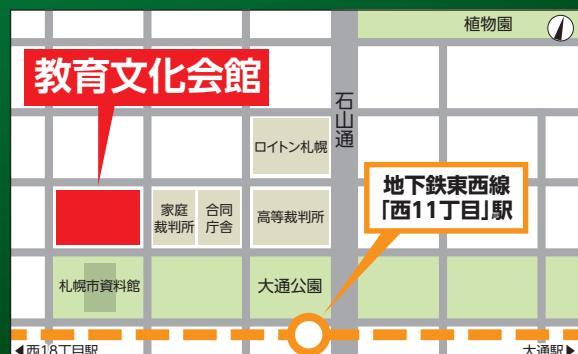 植物園
教育文化会館
石山通
ロイトン札幌
地下鉄東西線
「西11丁目」駅
家庭
裁判所
合同
庁舎
高等裁判所
札幌市資料館
大通公園
◀西18丁目駅
大通駅▶